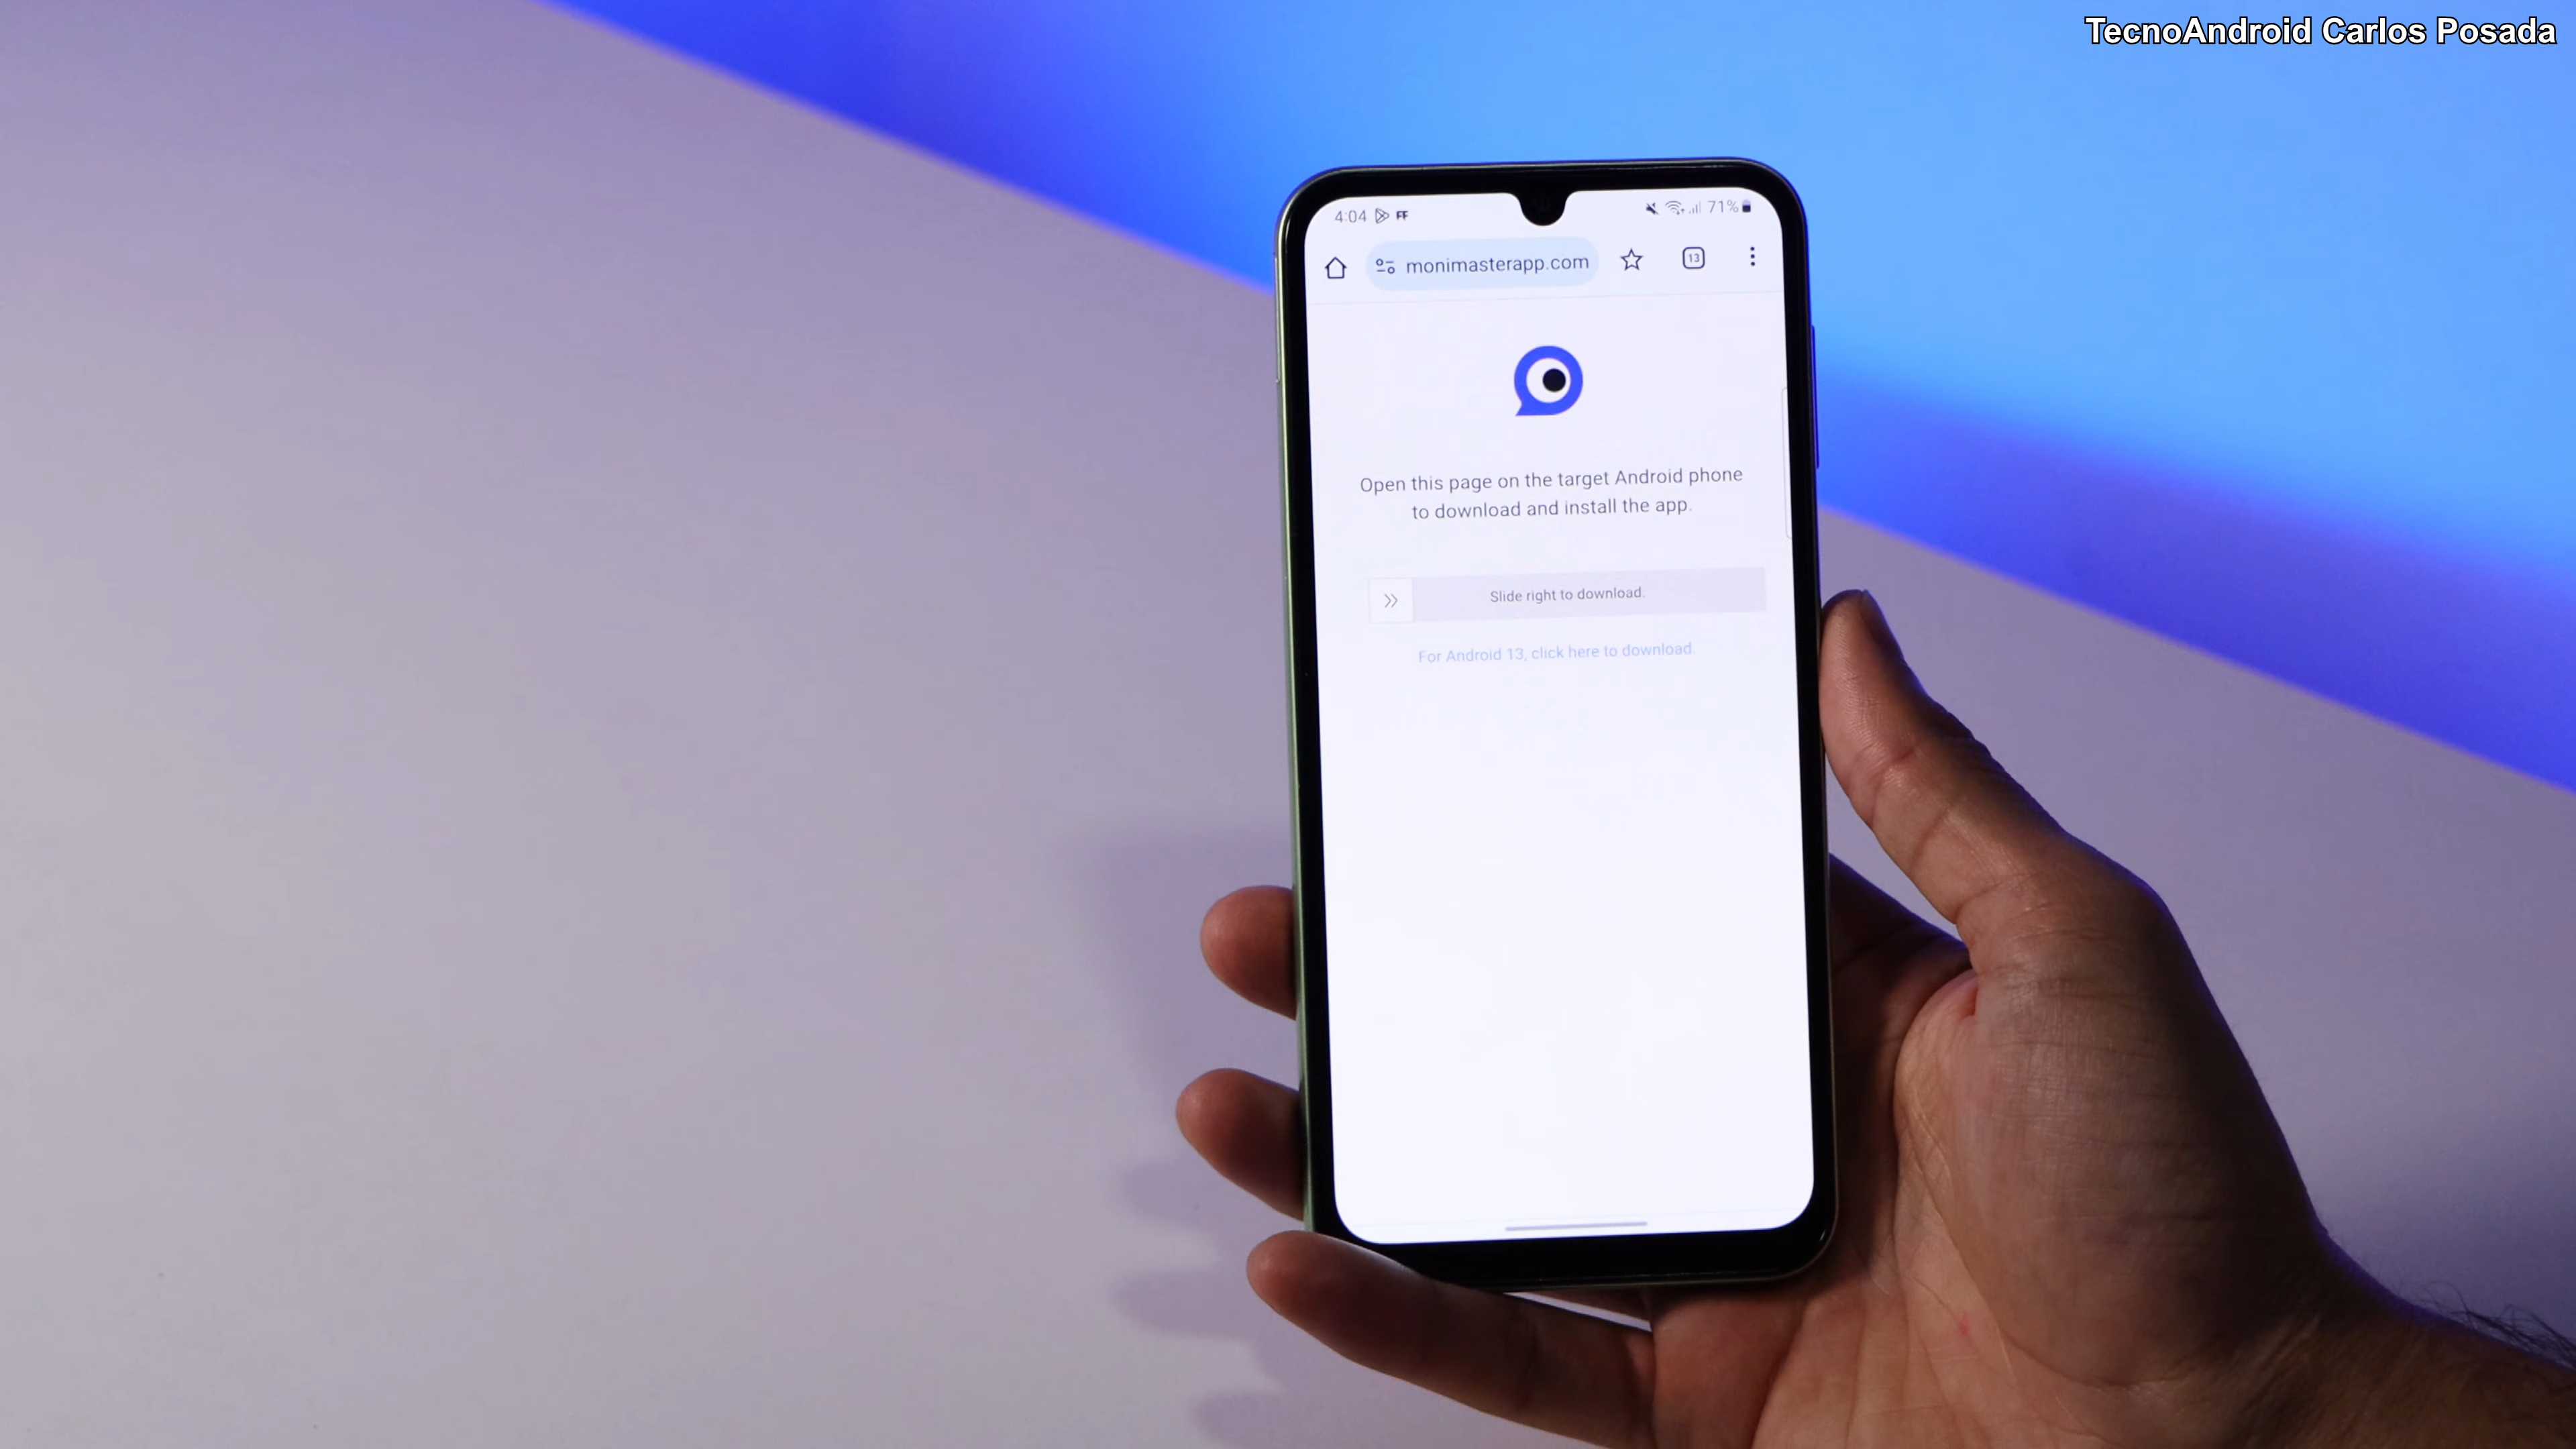 TecnoAndroid Carlos Posada
4:04 FF 71%
monimasterapp.com 13
Open this page on the target Android phone
to download and install the app.
Slide right to download.
For Android 13, click here to download.